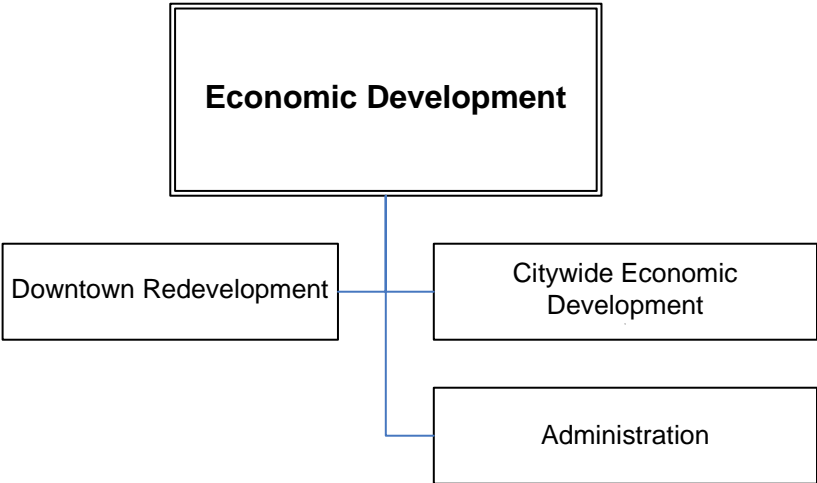 Economic Development
Downtown Redevelopment
Citywide Economic
Development
Administration